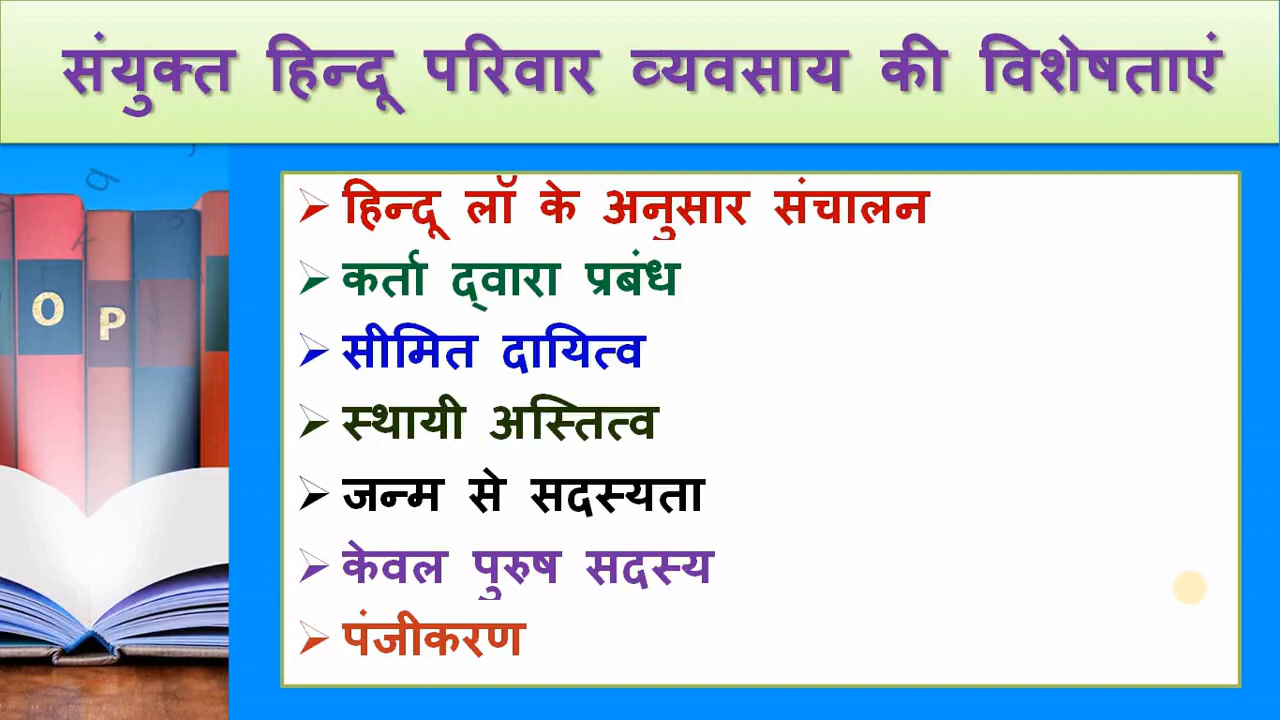 संयुक्त हिन्दू परिवार व्यवसाय की विशेषताएं
हिन्दू लॉ के अनुसार संचालन
कर्ता द्वारा प्रबंध
सीमित दायित्व
स्थायी अस्तित्व
जन्म से सदस्यता
केवल पुरुष सदस्य
पंजीकरण
O
P
q
k